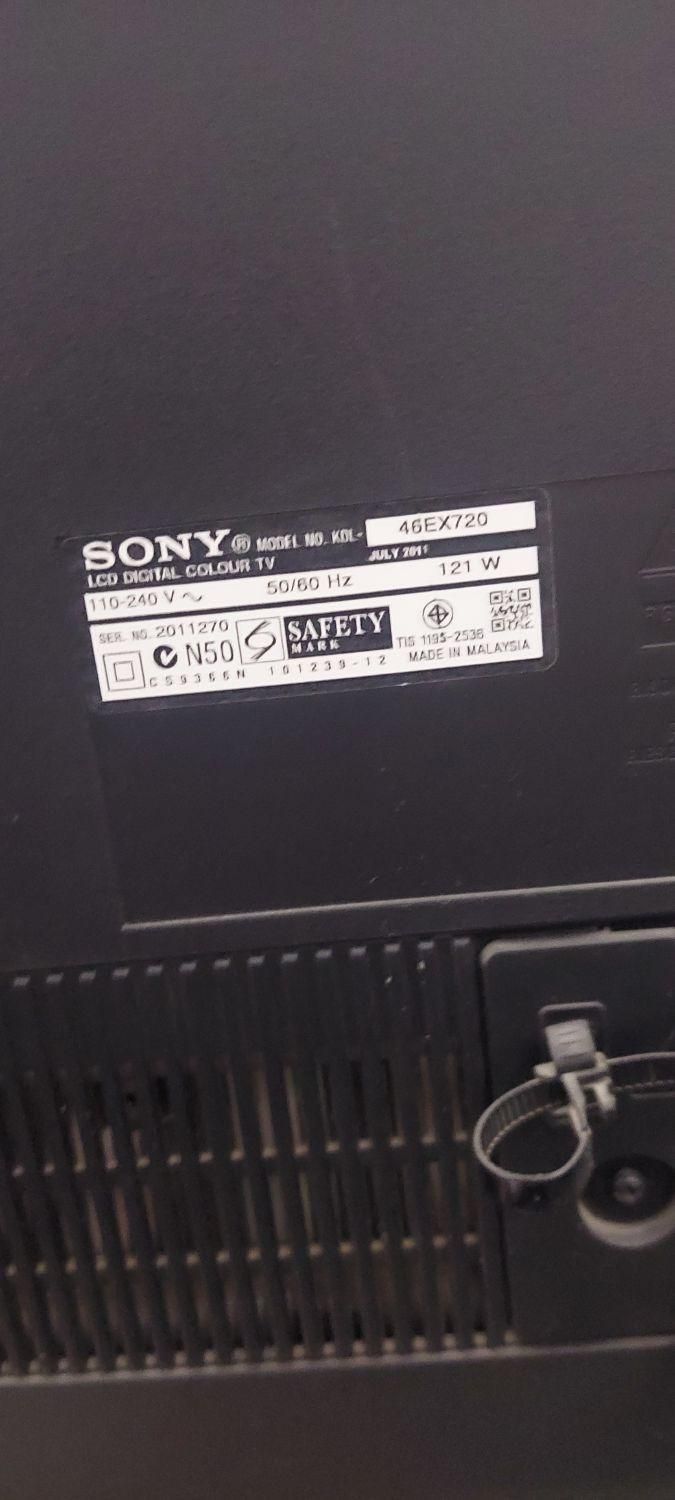 SONY® MODEL NO. KDL- 46EX720
LCD DIGITAL COLOUR TV JULY 2011
110-240 V ~ 50/60 Hz 121 W
SER. NO. 2011270
N50 SAFETY MARK
TIS 1195-2536
CS9366N 101239-12 MADE IN MALAYSIA